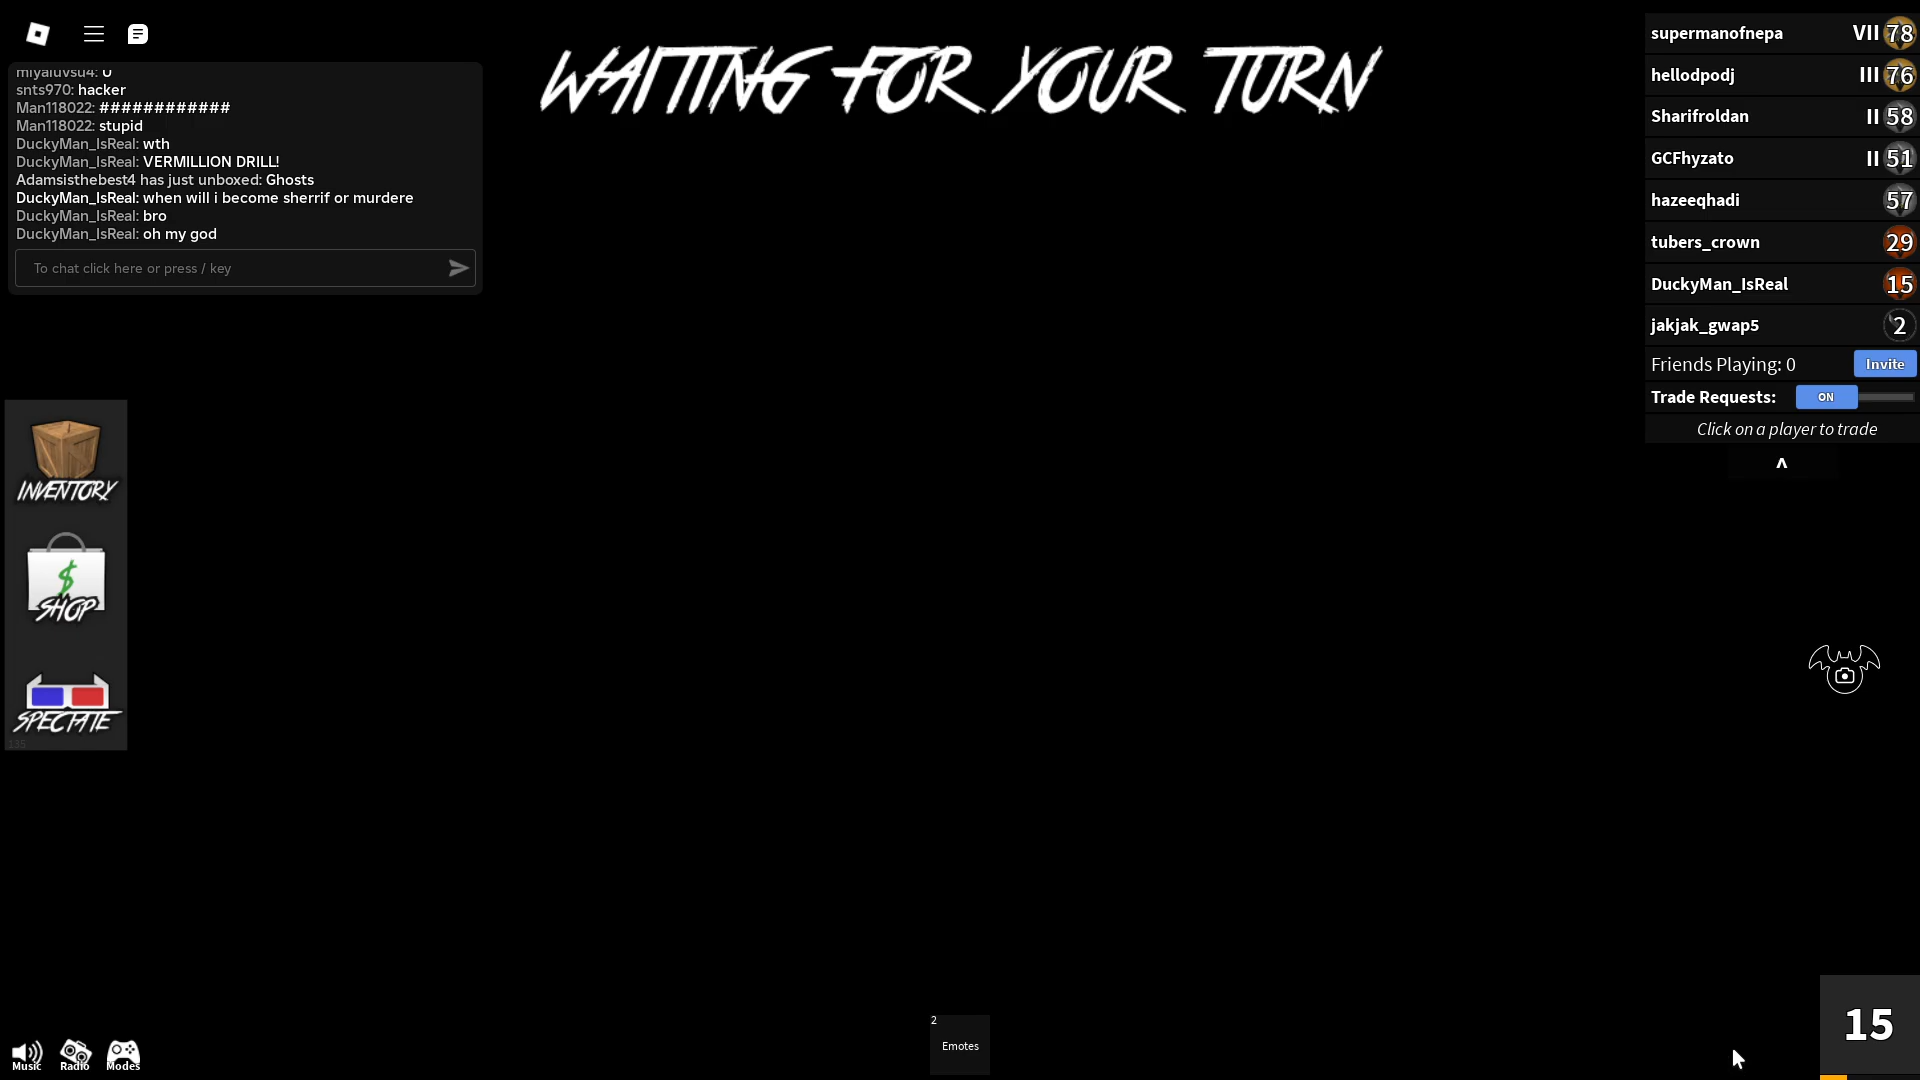 WAITING FOR YOUR TURN
miyaluvsu4: U
snts970: hacker
Man118022: ############
Man118022: stupid
DuckyMan_IsReal: wth
DuckyMan_IsReal: VERMILLION DRILL!
Adamsisthebest4 has just unboxed: Ghosts
DuckyMan_IsReal: when will i become sherrif or murdere
DuckyMan_IsReal: bro
DuckyMan_IsReal: oh my god
To chat click here or press / key
INVENTORY
$
SHOP
SPECTATE
135
Music
Radio
Modes
2
Emotes
supermanofnepa VII 78
hellodpodj III 76
Sharifroldan II 58
GCFhyzato II 51
hazeeqhadi 57
tubers_crown 29
DuckyMan_IsReal 15
jakjak_gwap5 2
Friends Playing: 0 Invite
Trade Requests: ON
Click on a player to trade
15